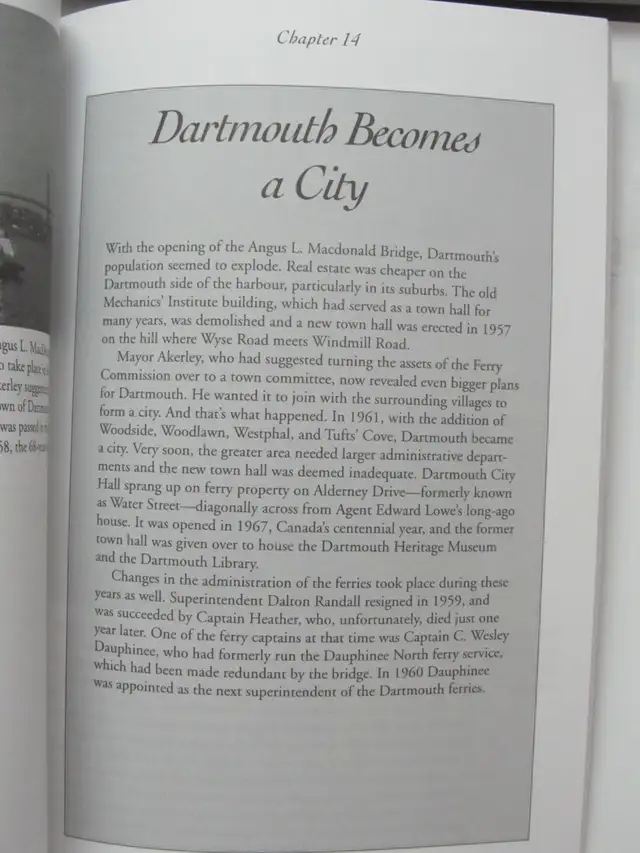 Chapter 14
Dartmouth Becomes
a City
With the opening of the Angus L. Macdonald Bridge, Dartmouth's
population seemed to explode. Real estate was cheaper on the
Dartmouth side of the harbour, particularly in its suburbs. The old
Mechanics' Institute building, which had served as a town hall for
many years, was demolished and a new town hall was erected in 1957
on the hill where Wyse Road meets Windmill Road.
Mayor Akerley, who had suggested turning the assets of the Ferry
Commission over to a town committee, now revealed even bigger plans
for Dartmouth. He wanted it to join with the surrounding villages to
form a city. And that's what happened. In 1961, with the addition of
Woodside, Woodlawn, Westphal, and Tufts' Cove, Dartmouth became
a city. Very soon, the greater area needed larger administrative depart-
ments and the new town hall was deemed inadequate. Dartmouth City
Hall sprang up on ferry property on Alderney Drive—formerly known
as Water Street—diagonally across from Agent Edward Lowe's long-ago
house. It was opened in 1967, Canada's centennial year, and the former
town hall was given over to house the Dartmouth Heritage Museum
and the Dartmouth Library.
Changes in the administration of the ferries took place during these
years as well. Superintendent Dalton Randall resigned in 1959, and
was succeeded by Captain Heather, who, unfortunately, died just one
year later. One of the ferry captains at that time was Captain C. Wesley
Dauphinee, who had formerly run the Dauphinee North ferry service,
which had been made redundant by the bridge. In 1960 Dauphinee
was appointed as the next superintendent of the Dartmouth ferries.